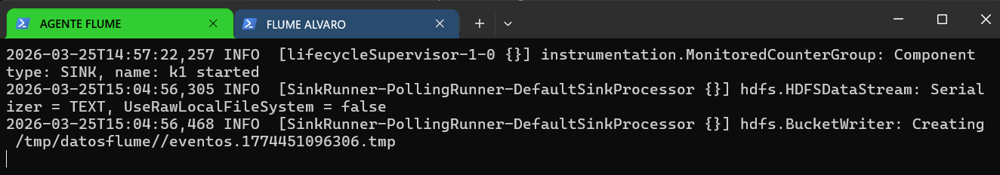 AGENTE FLUME
FLUME ALVARO
2026-03-25T14:57:22,257 INFO  [lifecycleSupervisor-1-0 {}] instrumentation.MonitoredCounterGroup: Component
type: SINK, name: k1 started
2026-03-25T15:04:56,305 INFO  [SinkRunner-PollingRunner-DefaultSinkProcessor {}] hdfs.HDFSDataStream: Serial
izer = TEXT, UseRawLocalFileSystem = false
2026-03-25T15:04:56,468 INFO  [SinkRunner-PollingRunner-DefaultSinkProcessor {}] hdfs.BucketWriter: Creating
 /tmp/datosflume//eventos.1774451096306.tmp